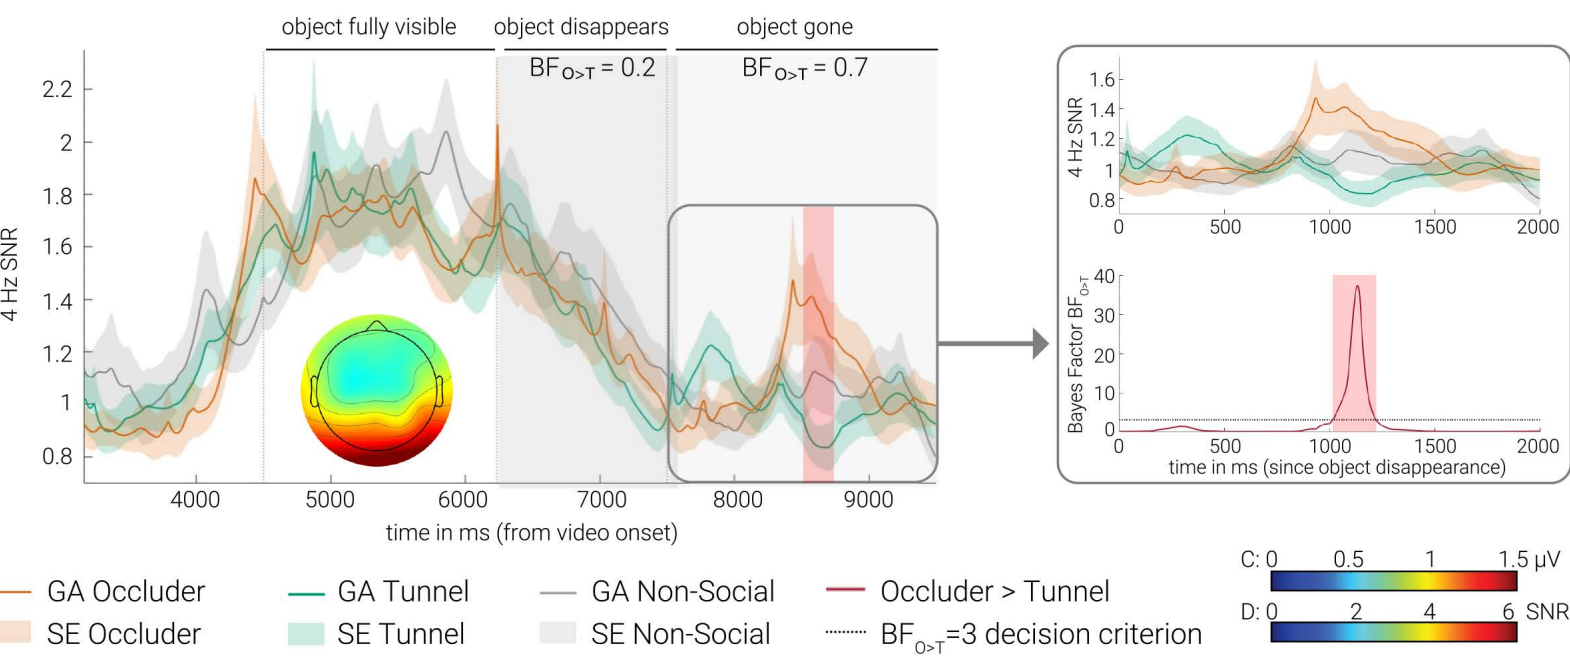 object fully visible
object disappears
object gone
BF O>T = 0.2
BF O>T = 0.7
4 Hz SNR
2.2
2
1.8
1.6
1.4
1.2
1
0.8
4000
5000
6000
7000
8000
9000
time in ms (from video onset)
4 Hz SNR
1.6
1.4
1.2
1
0.8
0
500
1000
1500
2000
Bayes Factor BF O>T
40
30
20
10
0
0
500
1000
1500
2000
time in ms (since object disappearance)
GA Occluder
GA Tunnel
GA Non-Social
Occluder > Tunnel
SE Occluder
SE Tunnel
SE Non-Social
BF O>T=3 decision criterion
C: 0 0.5 1 1.5 µV
D: 0 2 4 6 SNR